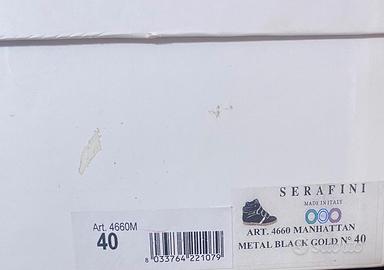 Art. 4660M
40
8 033764 221079
SERAFINI
MADE IN ITALY
ART. 4660 MANHATTAN
METAL BLACK GOLD N° 40